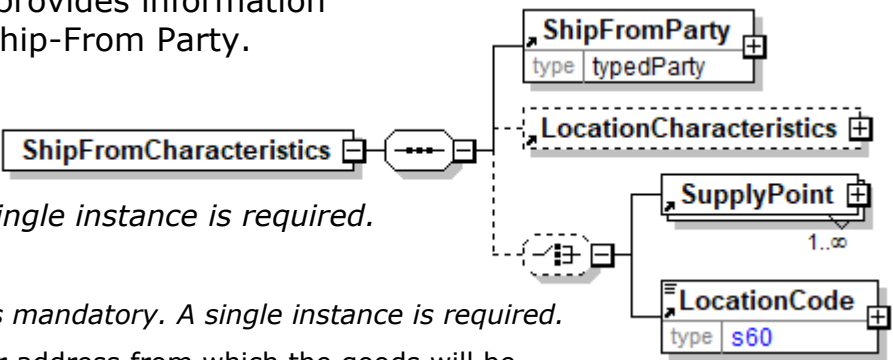 provides information
hip-From Party.
ShipFromParty
type typedParty
LocationCharacteristics
ShipFromCharacteristics
ingle instance is required.
SupplyPoint
1..∞
s mandatory. A single instance is required.
LocationCode
type s60
r address from which the goods will be